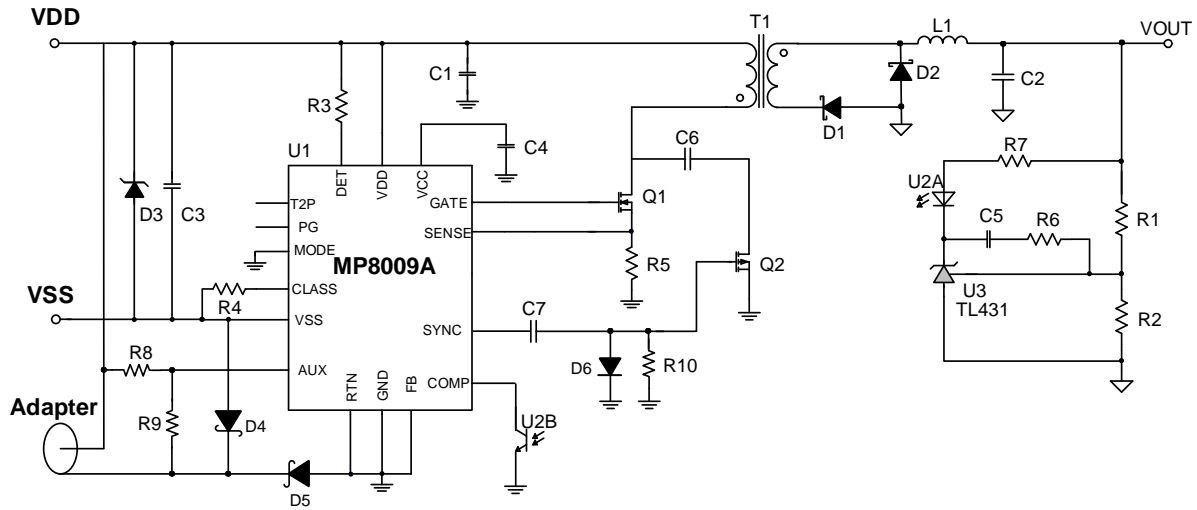 VDD
T1
L1
VOUT
C1
D2
C2
R3
D1
U1
C4
C6
R7
DET
VDD
VCC
U2A
T2P
GATE
Q1
D3
C3
PG
SENSE
C5
R6
R1
MODE
MP8009A
R5
Q2
VSS
CLASS
R4
U3
TL431
VSS
C7
R2
SYNC
R8
D6
R10
AUX
RTN
GND
FB
COMP
Adapter
R9
D4
U2B
D5